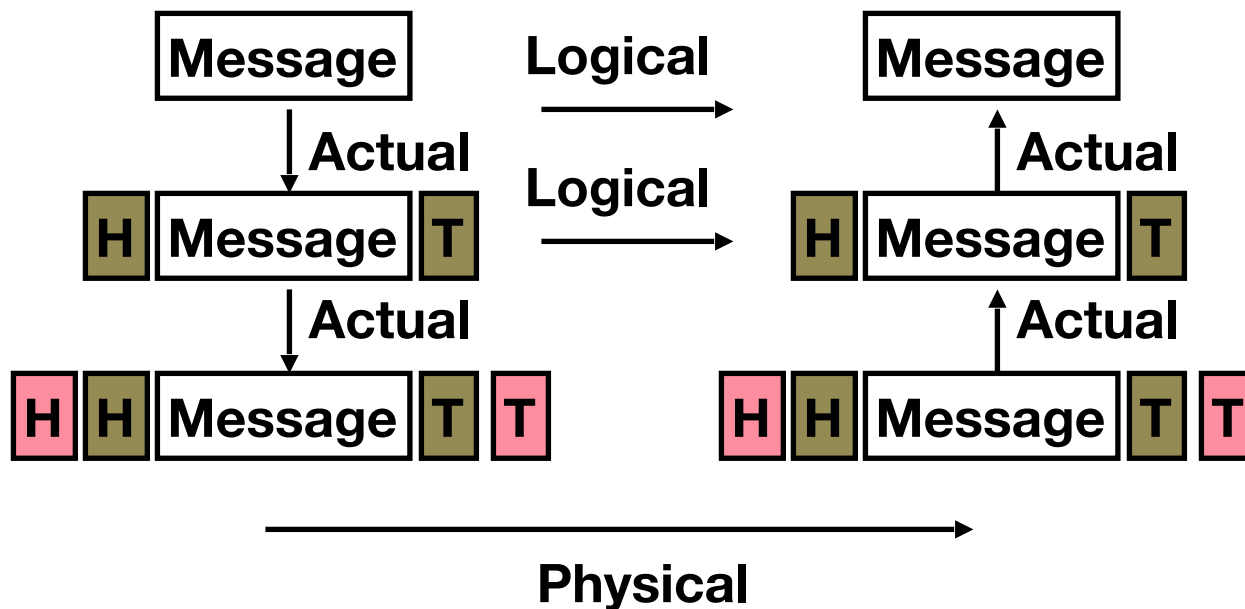 Message Logical Message
Actual Logical Actual
H Message T H Message T
Actual Actual
H H Message T T H H Message T T
Physical